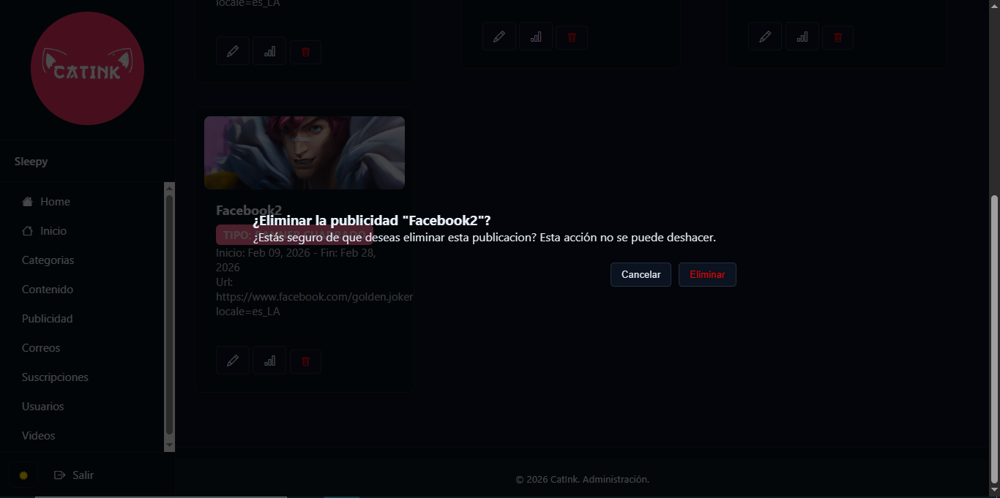 CATINK
Sleepy
Home
Inicio
Categorias
Contenido
Publicidad
Correos
Suscripciones
Usuarios
Videos
Salir
locale=es_LA
Facebook2
TIPO: BANNER CUADRADO
Inicio: Feb 09, 2026 - Fin: Feb 28,
2026
Url:
https://www.facebook.com/golden.joker
locale=es_LA
¿Eliminar la publicidad "Facebook2"?
¿Estás seguro de que deseas eliminar esta publicacion? Esta acción no se puede deshacer.
Cancelar
Eliminar
© 2026 CatInk. Administración.